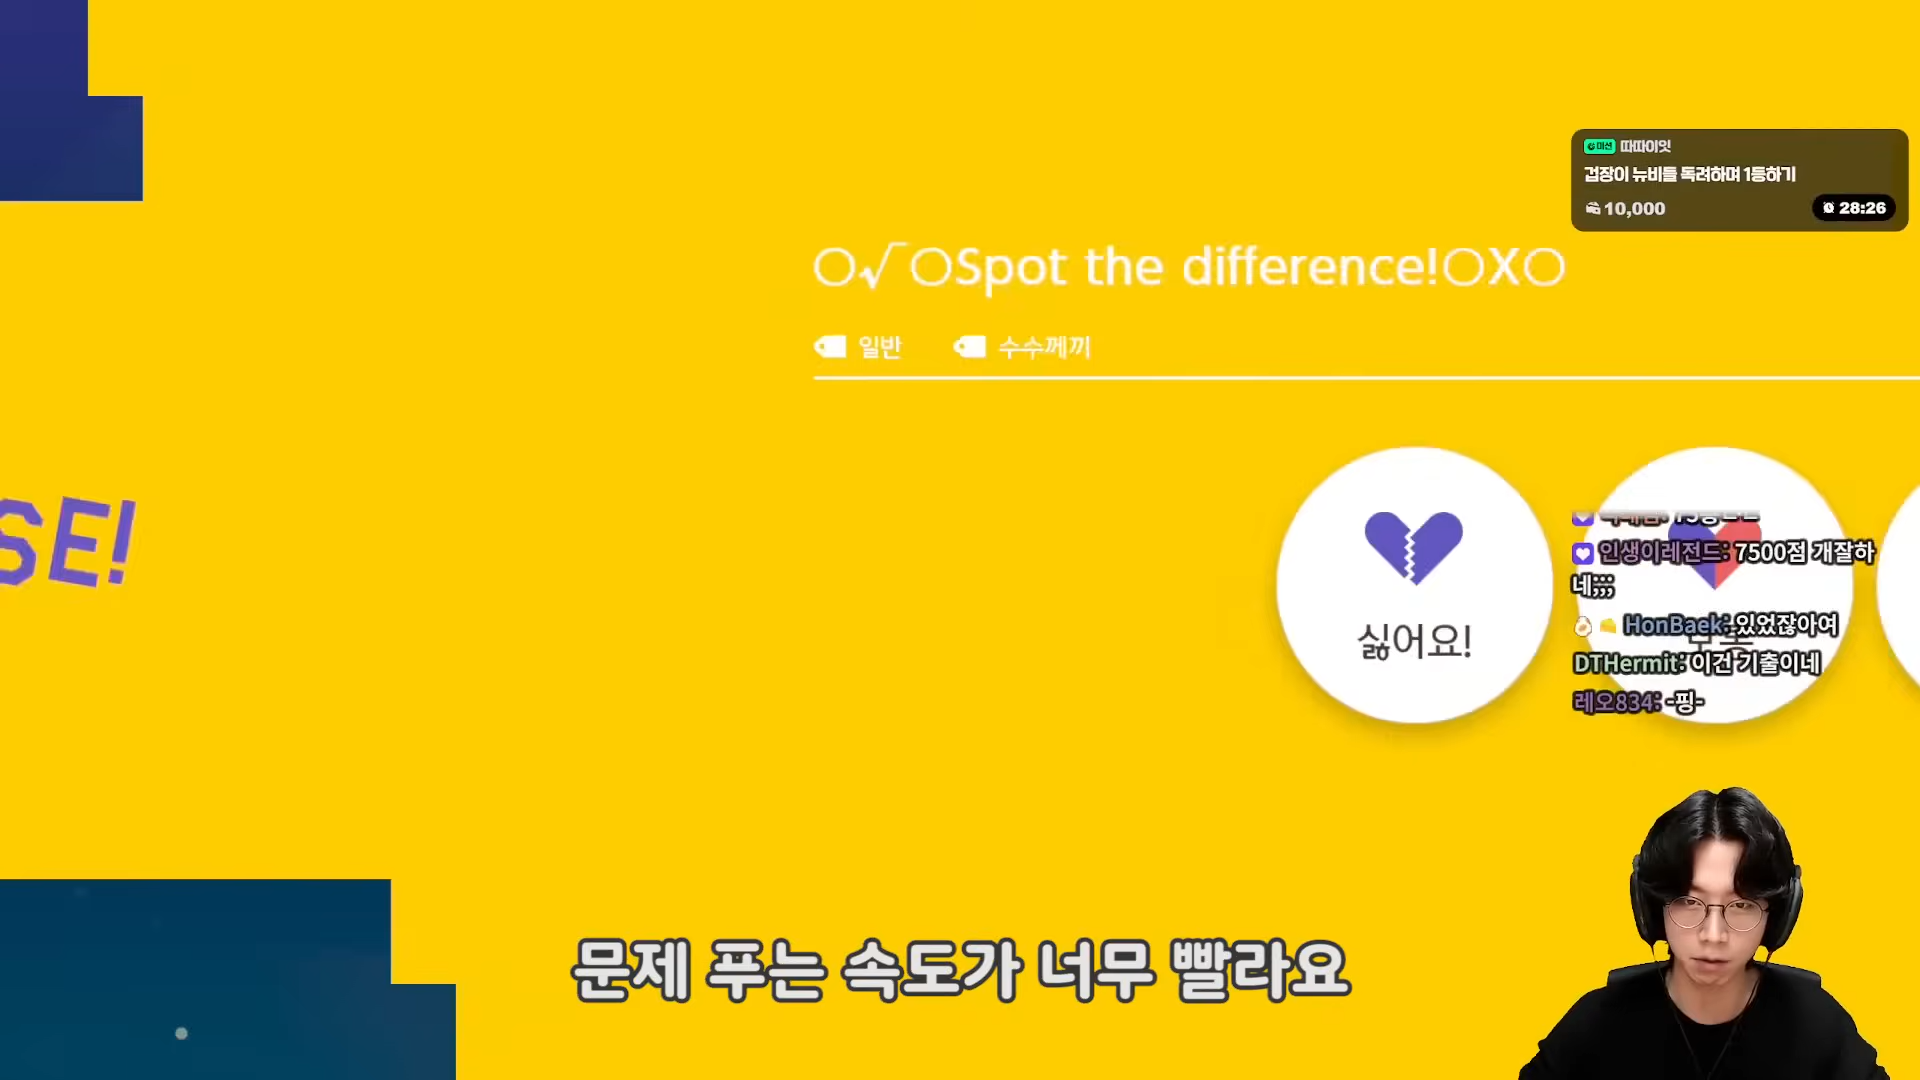 미션 따따이잇
겁장이 뉴비들 독려하며 1등하기
10,000
28:26
○√○Spot the difference!○X○
일반 수수께끼
SE!
싫어요!
인생이레전드: 7500점 개잘하
네;;;
HonBaek: 있었잖아여
DTHermit: 이건 기술이네
레오834: -핑-
문제 푸는 속도가 너무 빨라요